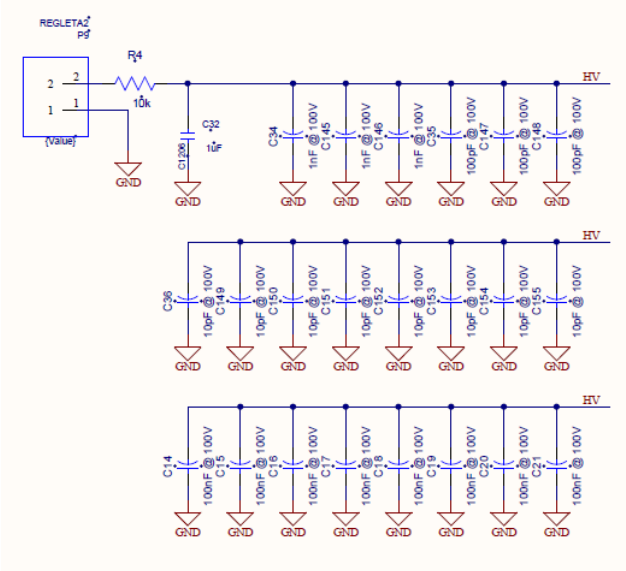 REGLETA2
P9
R4
HV
2 2
1 1
10k
{Value}
GND
C32
1uF
C1206
C34 1nF @ 100V
C145 1nF @ 100V
C146 1nF @ 100V
C35 100pF @ 100V
C147 100pF @ 100V
C148 100pF @ 100V
GND GND GND GND GND GND GND
HV
C36 10pF @ 100V
C149 10pF @ 100V
C150 10pF @ 100V
C151 10pF @ 100V
C152 10pF @ 100V
C153 10pF @ 100V
C154 10pF @ 100V
C155 10pF @ 100V
GND GND GND GND GND GND GND GND
HV
C14 100nF @ 100V
C15 100nF @ 100V
C16 100nF @ 100V
C17 100nF @ 100V
C18 100nF @ 100V
C19 100nF @ 100V
C20 100nF @ 100V
C21 100nF @ 100V
GND GND GND GND GND GND GND GND